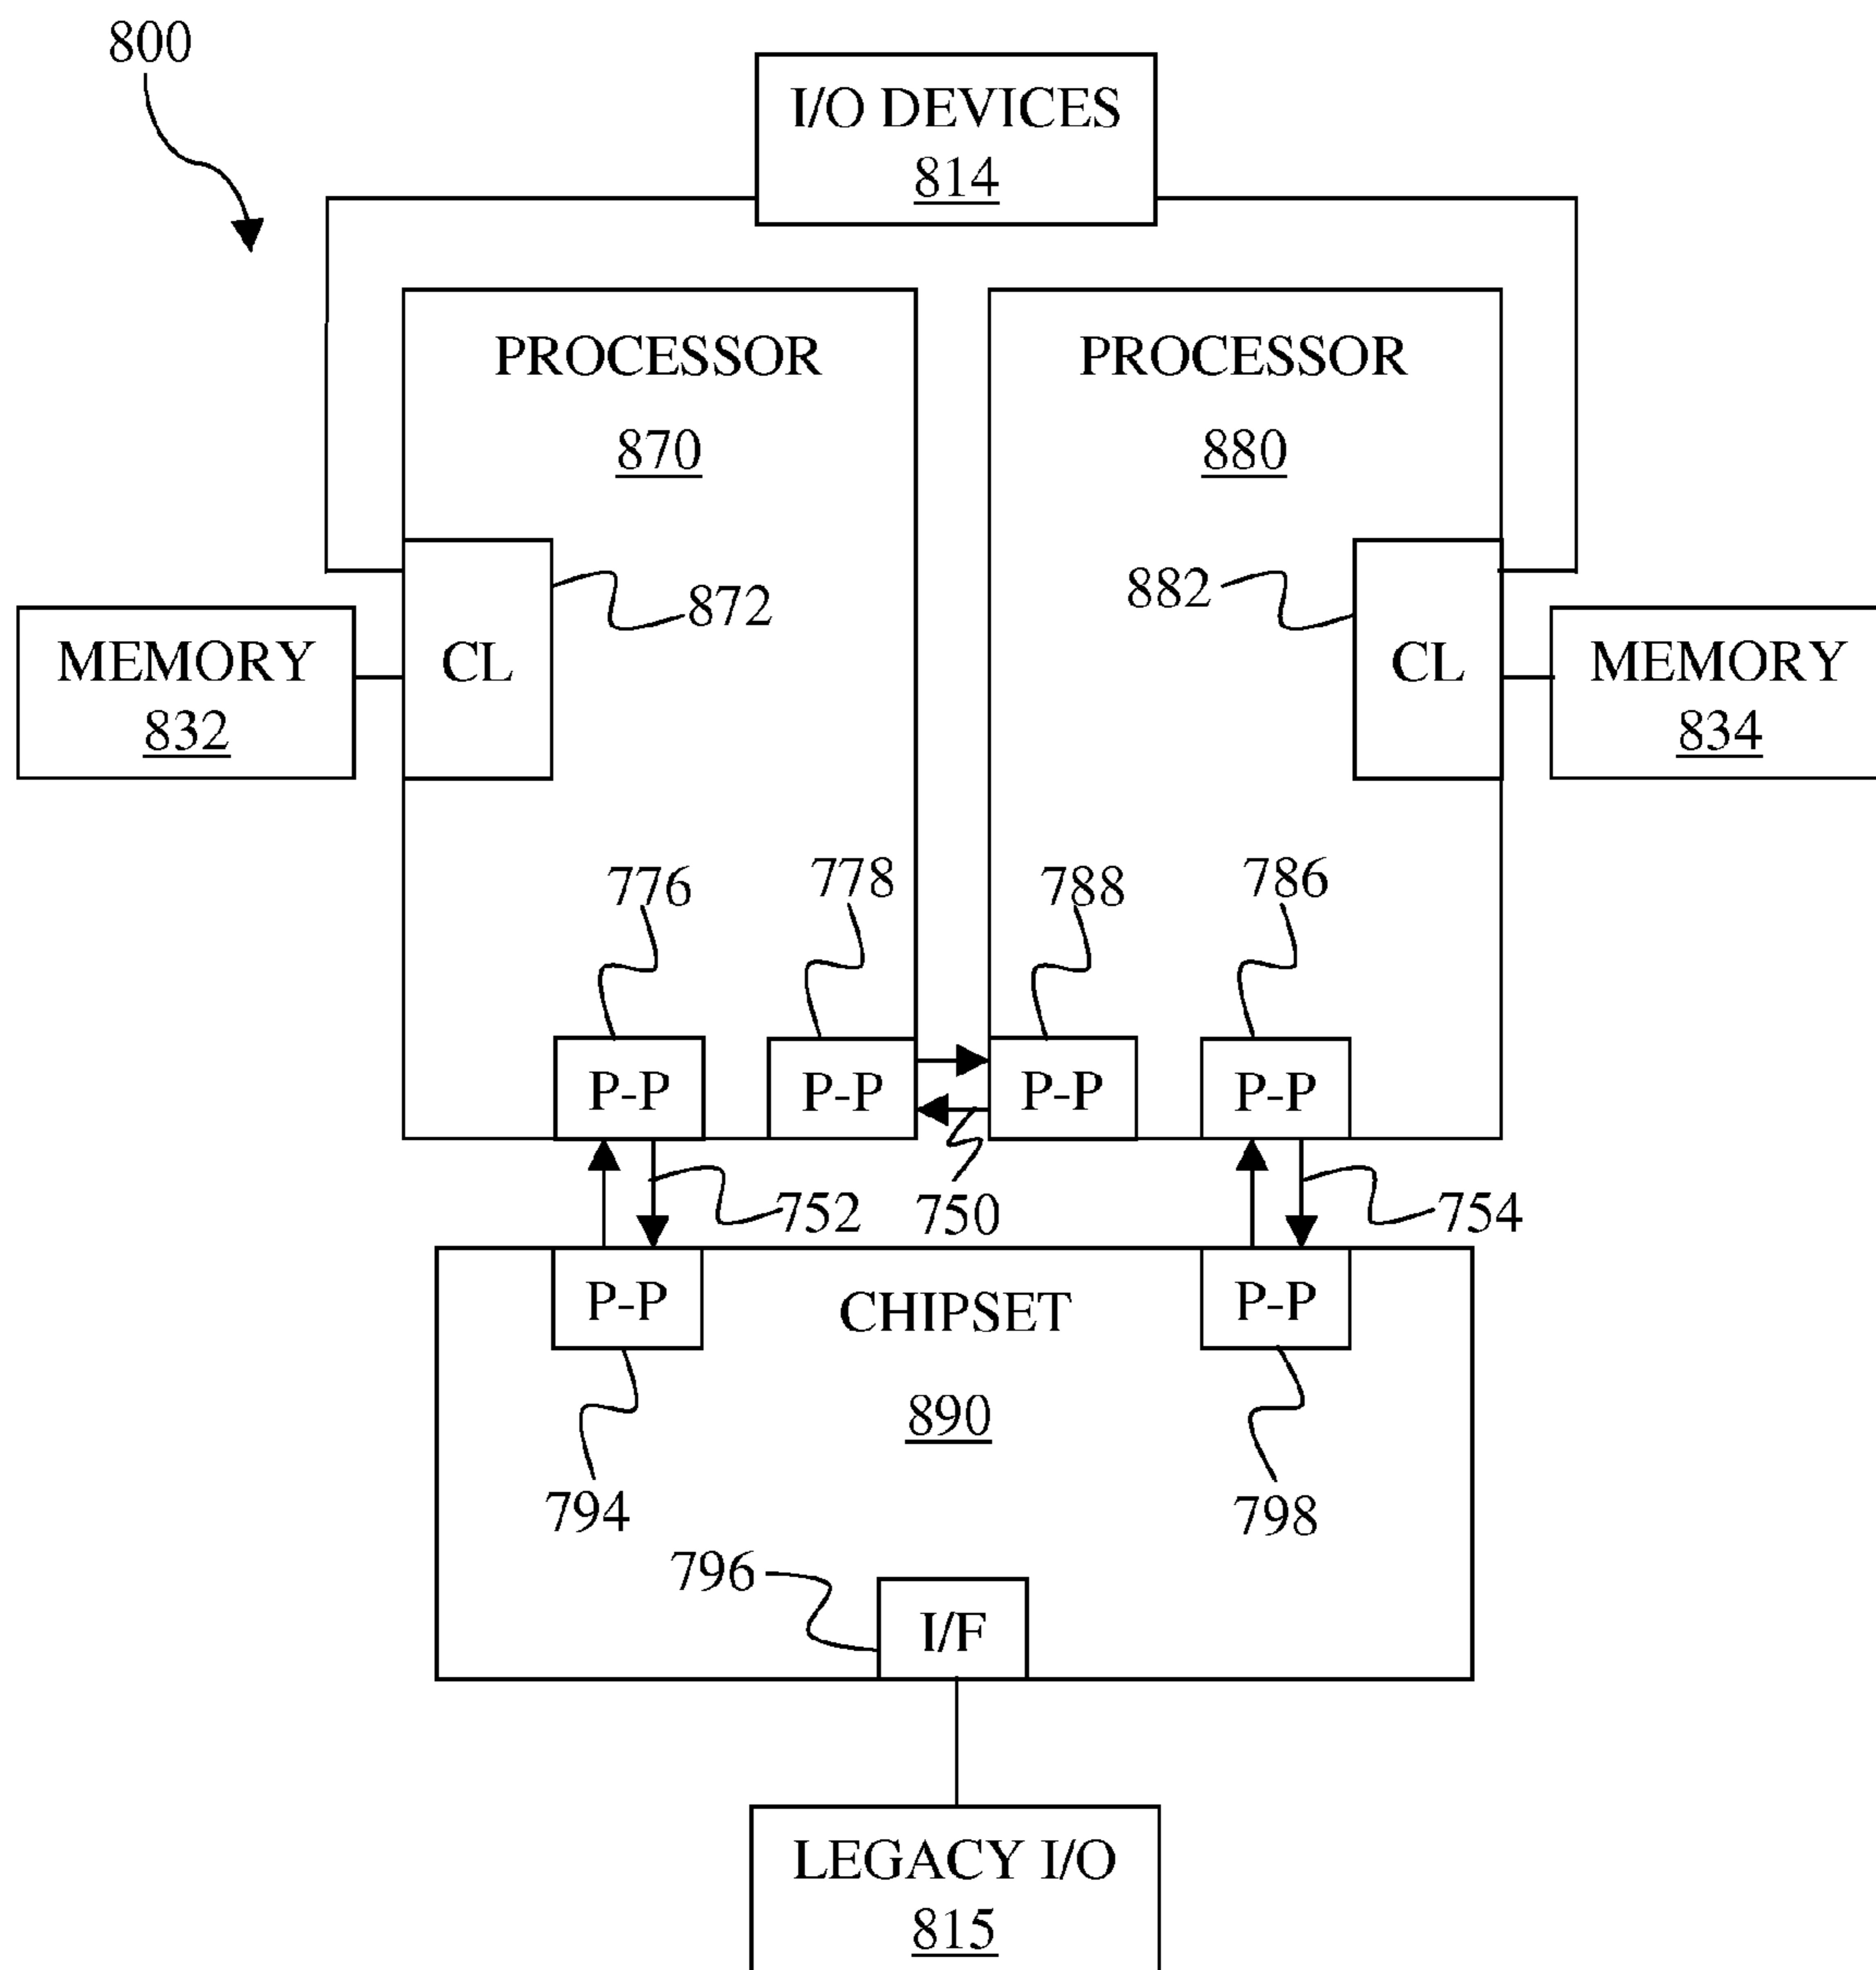 800
I/O DEVICES
814
PROCESSOR
870
PROCESSOR
880
872
882
MEMORY
832
CL
CL
MEMORY
834
776
778
788
786
P-P
P-P
P-P
P-P
752
750
754
P-P
CHIPSET
P-P
890
794
798
796
I/F
LEGACY I/O
815